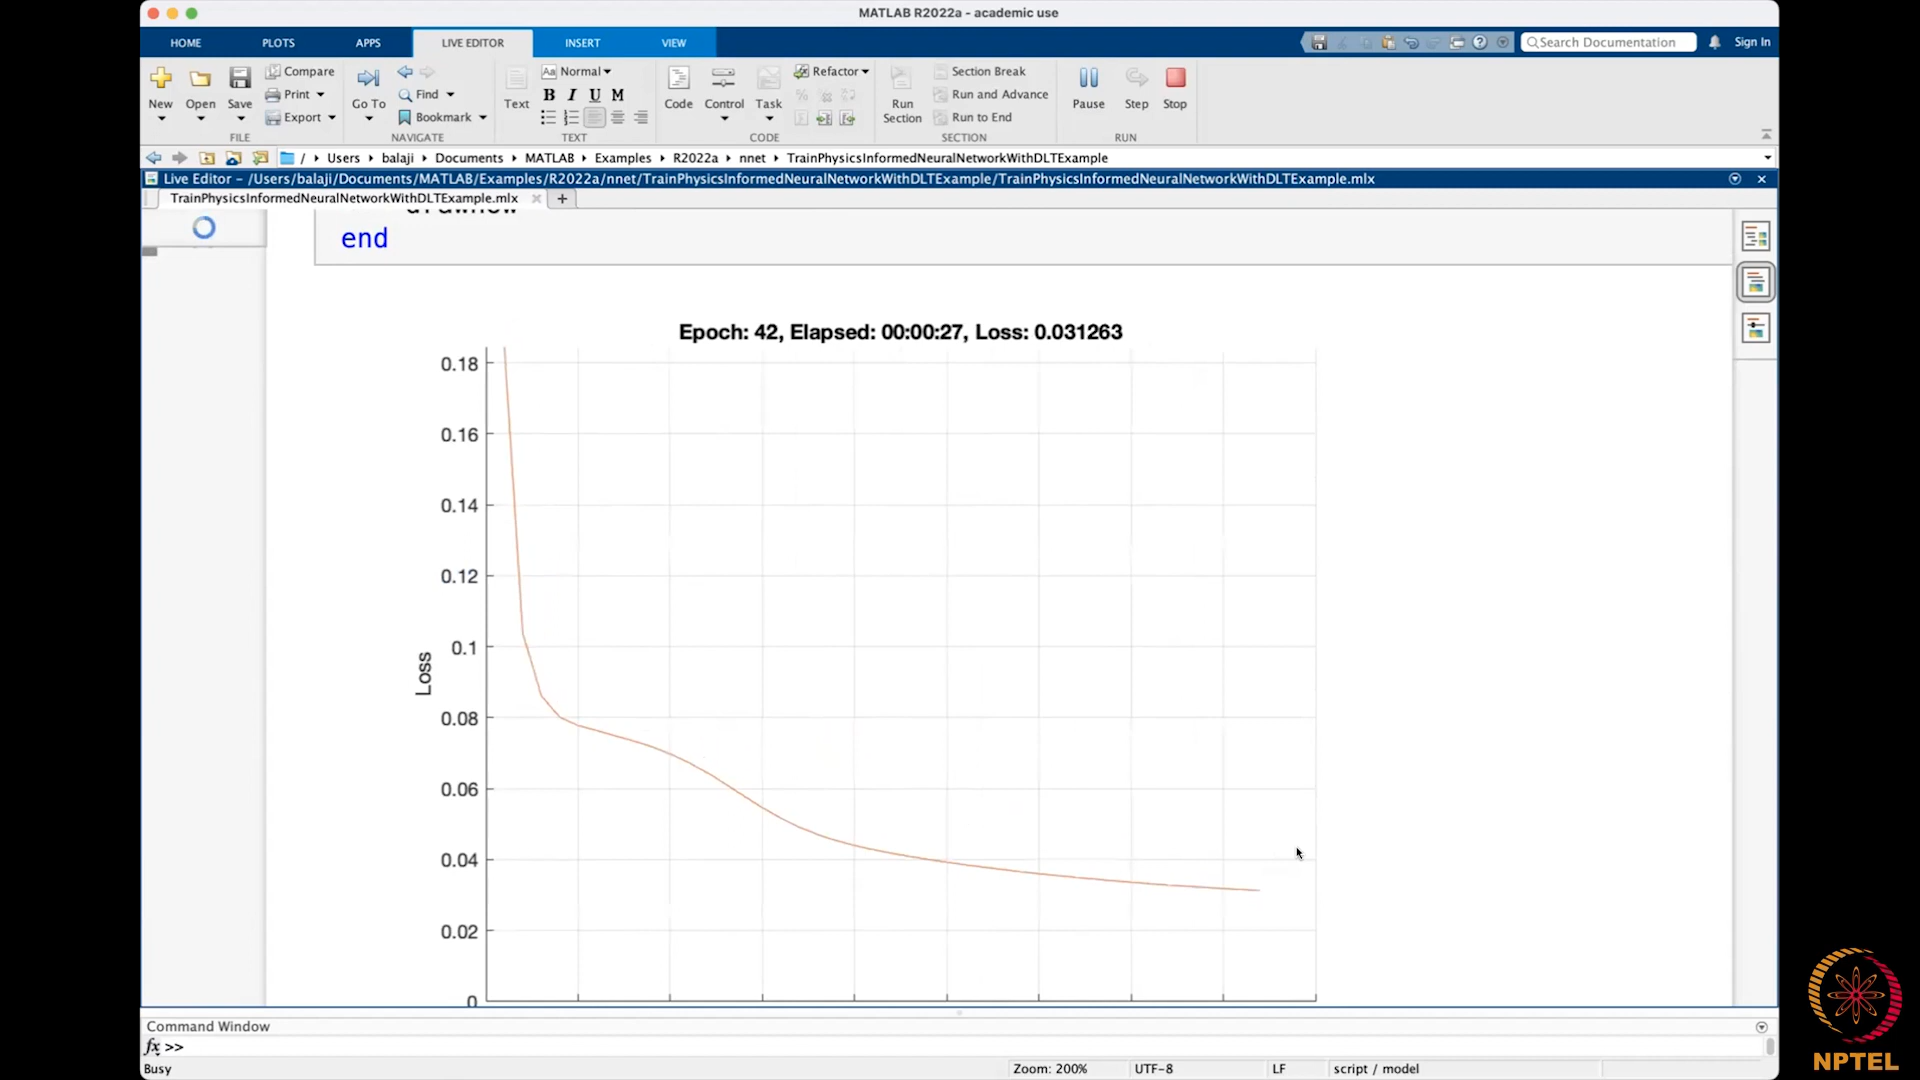 MATLAB R2022a - academic use
HOME PLOTS APPS LIVE EDITOR INSERT VIEW Search Documentation Sign In
New Open Save Compare Print Export Go To Find Bookmark Text Aa Normal B I U M Code Control Task Refactor Run Section Section Break Run and Advance Run to End Pause Step Stop
FILE NAVIGATE TEXT CODE SECTION RUN
/ Users balaji Documents MATLAB Examples R2022a nnet TrainPhysicsInformedNeuralNetworkWithDLTExample
Live Editor - /Users/balaji/Documents/MATLAB/Examples/R2022a/nnet/TrainPhysicsInformedNeuralNetworkWithDLTExample/TrainPhysicsInformedNeuralNetworkWithDLTExample.mlx
TrainPhysicsInformedNeuralNetworkWithDLTExample.mlx
drawnow
end
Epoch: 42, Elapsed: 00:00:27, Loss: 0.031263
0.18
0.16
0.14
0.12
0.1
Loss
0.08
0.06
0.04
0.02
0
Command Window
fx >>
Busy Zoom: 200% UTF-8 LF script / model
NPTEL